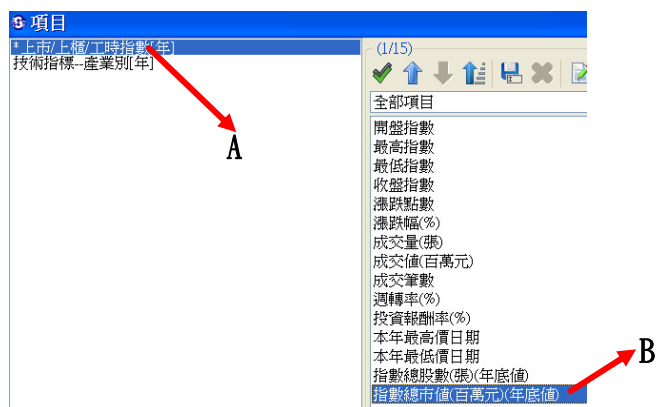 項目
*上市/上櫃/工時指數[年]
技術指標--產業別[年]
A
(1/15)
全部項目
開盤指數
最高指數
最低指數
收盤指數
漲跌點數
漲跌幅(%)
成交量(張)
成交值(百萬元)
成交筆數
週轉率(%)
投資報酬率(%)
本年最高價日期
本年最低價日期
指數總股數(張)(年底值)
指數總市值(百萬元)(年底值)
B